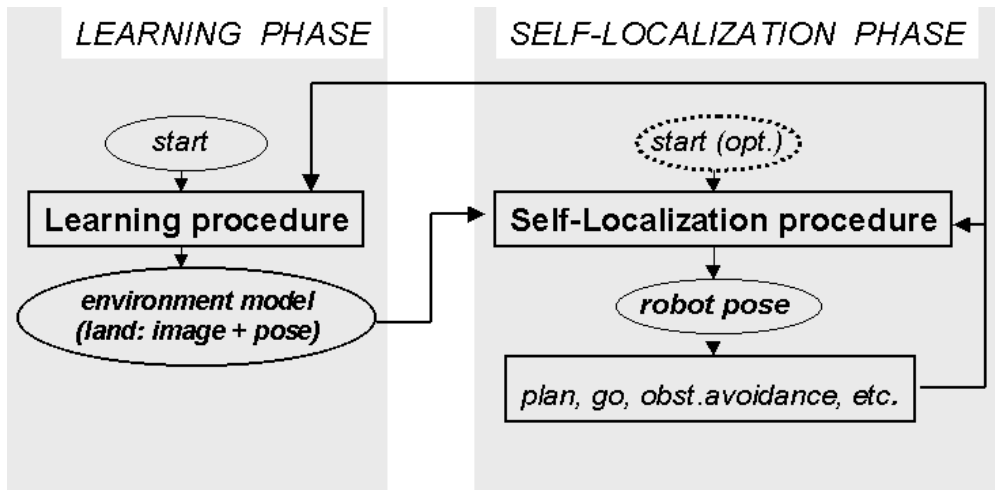 LEARNING PHASE
start
Learning procedure
environment model
(land: image + pose)
SELF-LOCALIZATION PHASE
start (opt.)
Self-Localization procedure
robot pose
plan, go, obst.avoidance, etc.